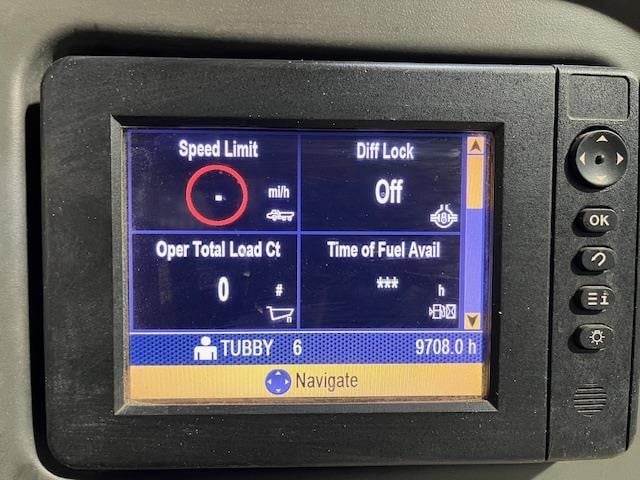 Speed Limit
mi/h
Diff Lock
Off
Oper Total Load Ct
0 #
n
Time of Fuel Avail
*** h
TUBBY 6 9708.0 h
Navigate
OK
i